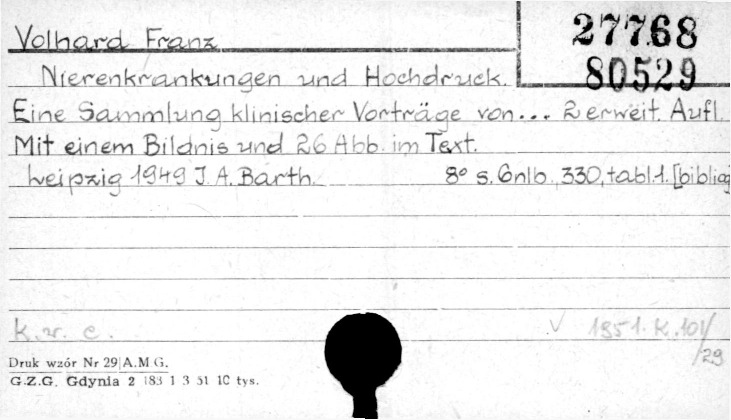 Volhard Franz
27768
80529
Nierenkrankungen und Hochdruck.
Eine Sammlung klinischer Vorträge von... 2 erweit. Aufl.
Mit einem Bildnis und 26 Abb. im Text.
Leipzig 1949 J. A. Barth. 8° s. 6nlb., 330, tabl. 1. [bibliog
k. w. c.
V 1951. K. 101/
/29
Druk wzór Nr 29 A.M.G.
G.Z.G. Gdynia 2 183 1 3 51 10 tys.